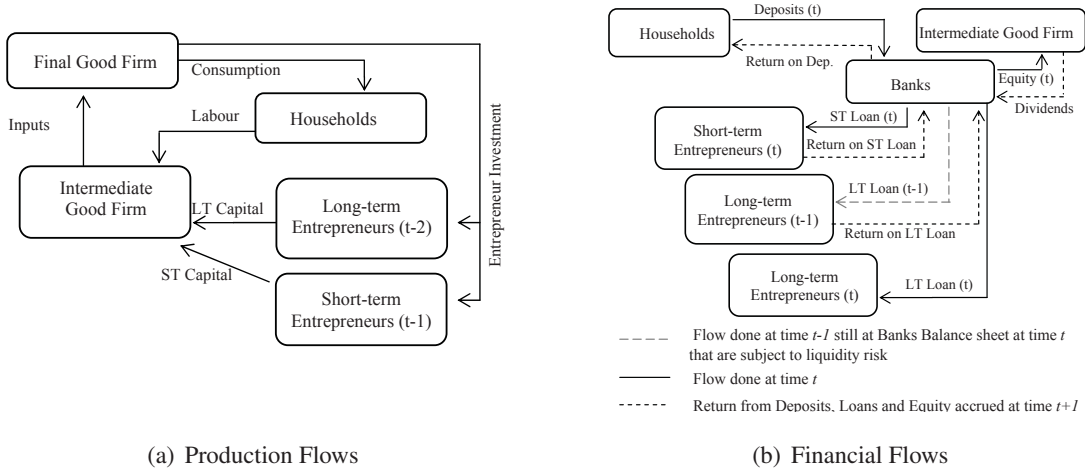 Final Good Firm
Consumption
Households
Labour
Inputs
Intermediate
Good Firm
LT Capital
Long-term
Entrepreneurs (t-2)
ST Capital
Short-term
Entrepreneurs (t-1)
Entrepreneur Investment
(a) Production Flows
Deposits (t)
Households
Return on Dep.
Intermediate Good Firm
Banks
Equity (t)
Dividends
ST Loan (t)
Short-term
Entrepreneurs (t)
Return on ST Loan
LT Loan (t-1)
Long-term
Entrepreneurs (t-1)
Return on LT Loan
Long-term
Entrepreneurs (t)
LT Loan (t)
Flow done at time t-1 still at Banks Balance sheet at time t
that are subject to liquidity risk
Flow done at time t
Return from Deposits, Loans and Equity accrued at time t+1
(b) Financial Flows